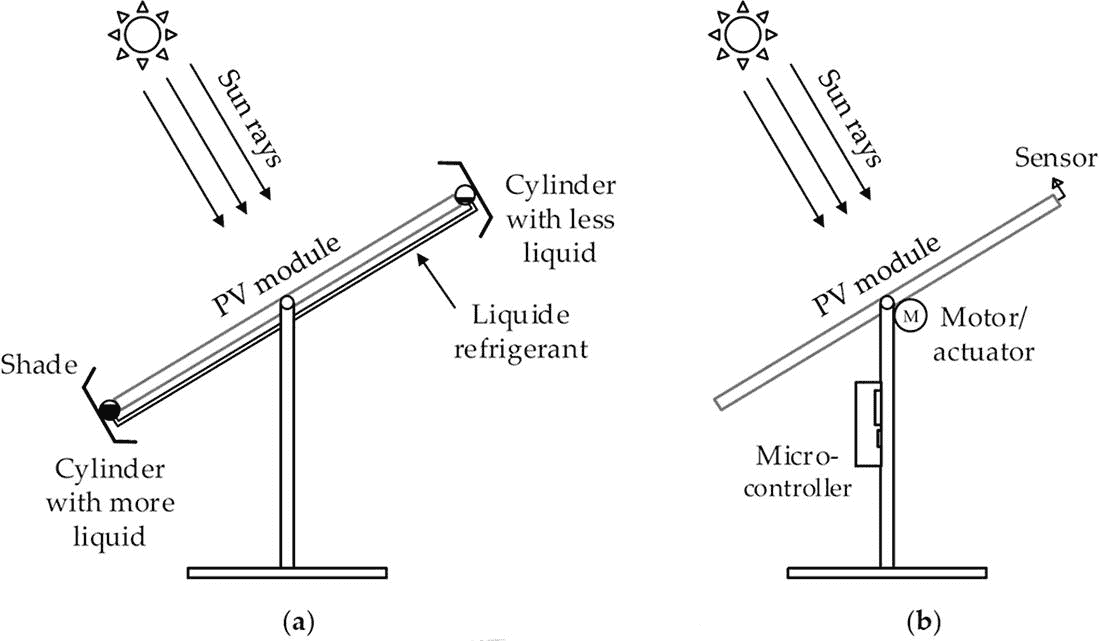 Sun rays
Cylinder
with less
liquid
PV module
Liquide
refrigerant
Shade
Cylinder
with more
liquid
(a)
Sun rays
Sensor
PV module
M
Motor/
actuator
Micro-
controller
(b)